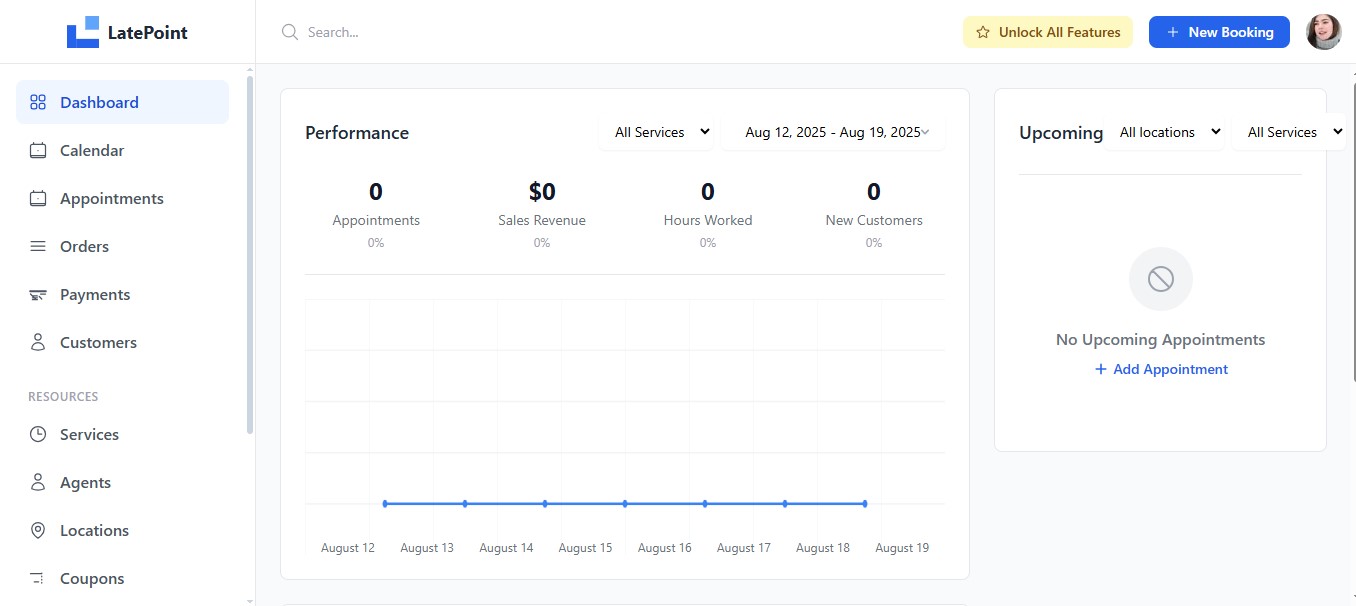 LatePoint
Search...
Unlock All Features
New Booking
Dashboard
Calendar
Appointments
Orders
Payments
Customers
RESOURCES
Services
Agents
Locations
Coupons
Performance
All Services
Aug 12, 2025 - Aug 19, 2025
0
Appointments
0%
$0
Sales Revenue
0%
0
Hours Worked
0%
0
New Customers
0%
August 12 August 13 August 14 August 15 August 16 August 17 August 18 August 19
Upcoming
All locations
All Services
No Upcoming Appointments
Add Appointment